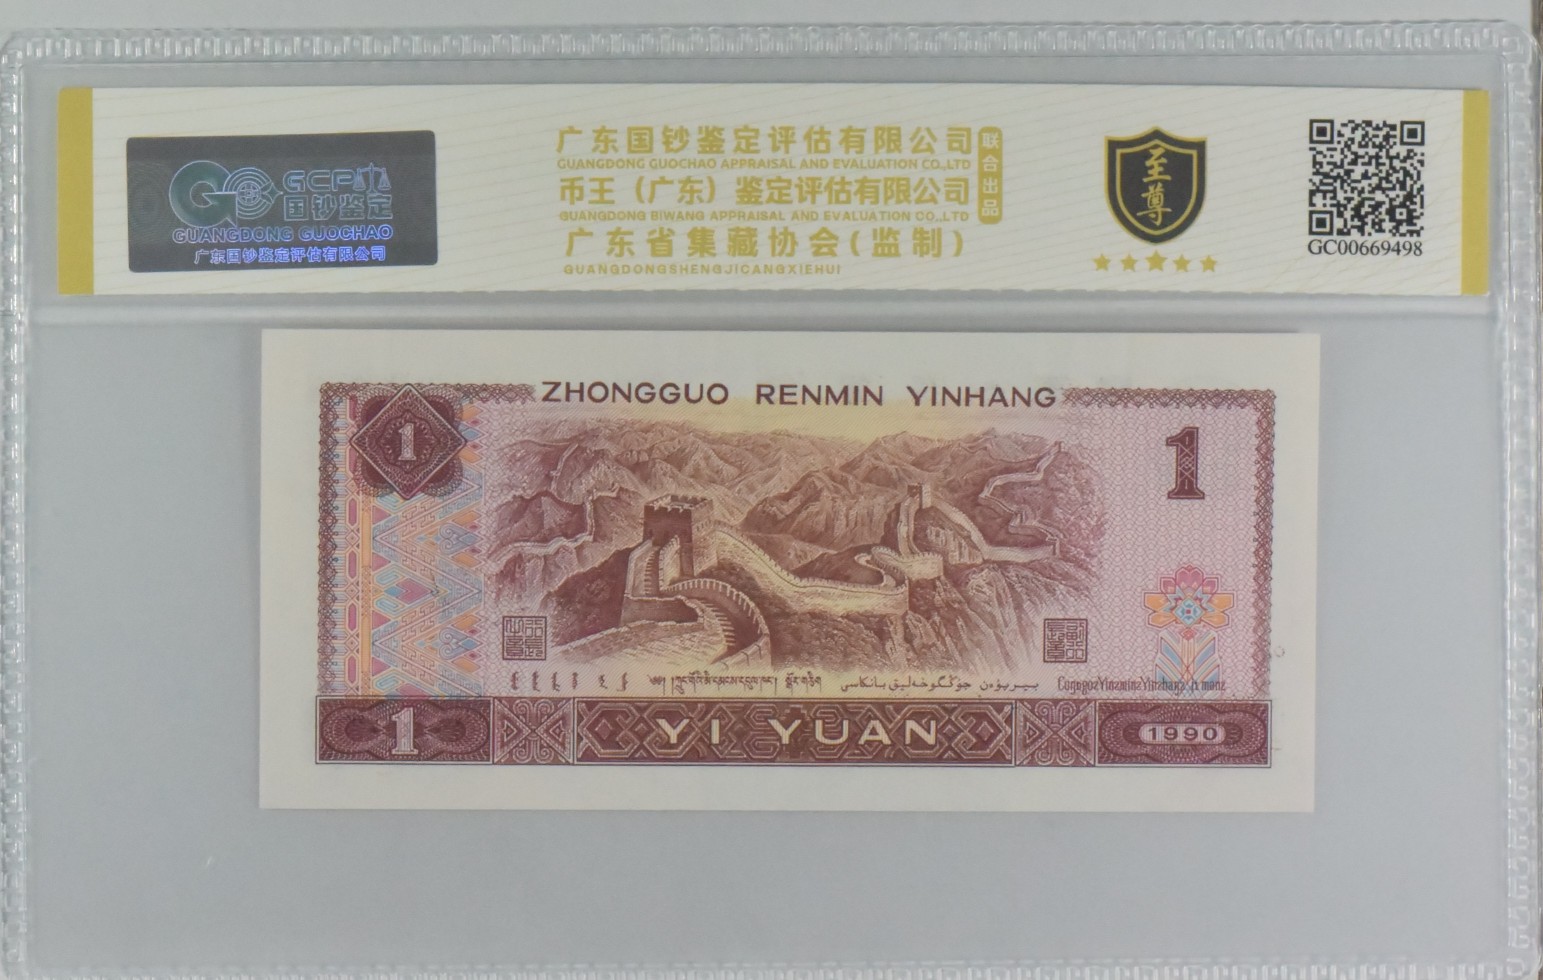 GCP
国钞鉴定
GUANGDONG GUOCHAO
广东国钞鉴定评估有限公司
广东国钞鉴定评估有限公司
GUANGDONG GUOCHAO APPRAISAL AND EVALUATION CO.,LTD
币王（广东）鉴定评估有限公司
GUANGDONG BIWANG APPRAISAL AND EVALUATION CO.,LTD
联合出品
广东省集藏协会(监制)
GUANGDONGSHENGJICANGXIEHUI
至尊
GC00669498
ZHONGGUO RENMIN YINHANG
1
1
1
YI YUAN
1990